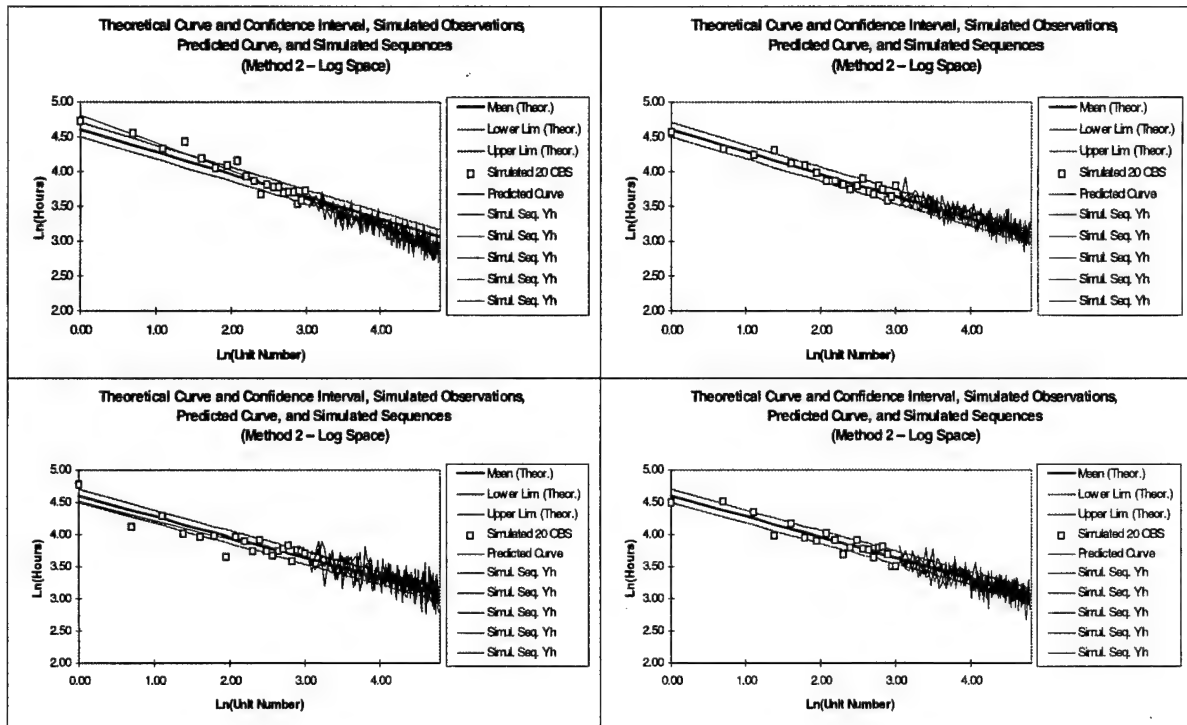 Theoretical Curve and Confidence Interval, Simulated Observations,
Predicted Curve, and Simulated Sequences
(Method 2 – Log Space)
5.00
4.50
4.00
3.50
3.00
2.50
2.00
Ln(Hours)
0.00 1.00 2.00 3.00 4.00
Ln(Unit Number)
Mean (Theor.)
Lower Lim (Theor.)
Upper Lim (Theor.)
Simulated 20 OBS
Predicted Curve
Simul. Seq. Yh
Simul. Seq. Yh
Simul. Seq. Yh
Simul. Seq. Yh
Simul. Seq. Yh
Theoretical Curve and Confidence Interval, Simulated Observations,
Predicted Curve, and Simulated Sequences
(Method 2 – Log Space)
5.00
4.50
4.00
3.50
3.00
2.50
2.00
Ln(Hours)
0.00 1.00 2.00 3.00 4.00
Ln(Unit Number)
Mean (Theor.)
Lower Lim (Theor.)
Upper Lim (Theor.)
Simulated 20 OBS
Predicted Curve
Simul. Seq. Yh
Simul. Seq. Yh
Simul. Seq. Yh
Simul. Seq. Yh
Simul. Seq. Yh
Theoretical Curve and Confidence Interval, Simulated Observations,
Predicted Curve, and Simulated Sequences
(Method 2 – Log Space)
5.00
4.50
4.00
3.50
3.00
2.50
2.00
Ln(Hours)
0.00 1.00 2.00 3.00 4.00
Ln(Unit Number)
Mean (Theor.)
Lower Lim (Theor.)
Upper Lim (Theor.)
Simulated 20 OBS
Predicted Curve
Simul. Seq. Yh
Simul. Seq. Yh
Simul. Seq. Yh
Simul. Seq. Yh
Simul. Seq. Yh
Theoretical Curve and Confidence Interval, Simulated Observations,
Predicted Curve, and Simulated Sequences
(Method 2 – Log Space)
5.00
4.50
4.00
3.50
3.00
2.50
2.00
Ln(Hours)
0.00 1.00 2.00 3.00 4.00
Ln(Unit Number)
Mean (Theor.)
Lower Lim (Theor.)
Upper Lim (Theor.)
Simulated 20 OBS
Predicted Curve
Simul. Seq. Yh
Simul. Seq. Yh
Simul. Seq. Yh
Simul. Seq. Yh
Simul. Seq. Yh